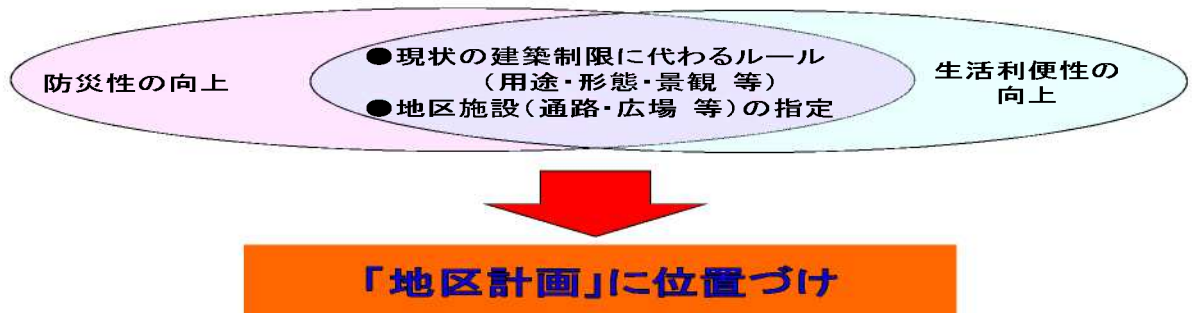 防災性の向上
●現状の建築制限に代わるルール
(用途・形態・景観 等)
●地区施設(通路・広場 等)の指定
生活利便性の
向上
「地区計画」に位置づけ